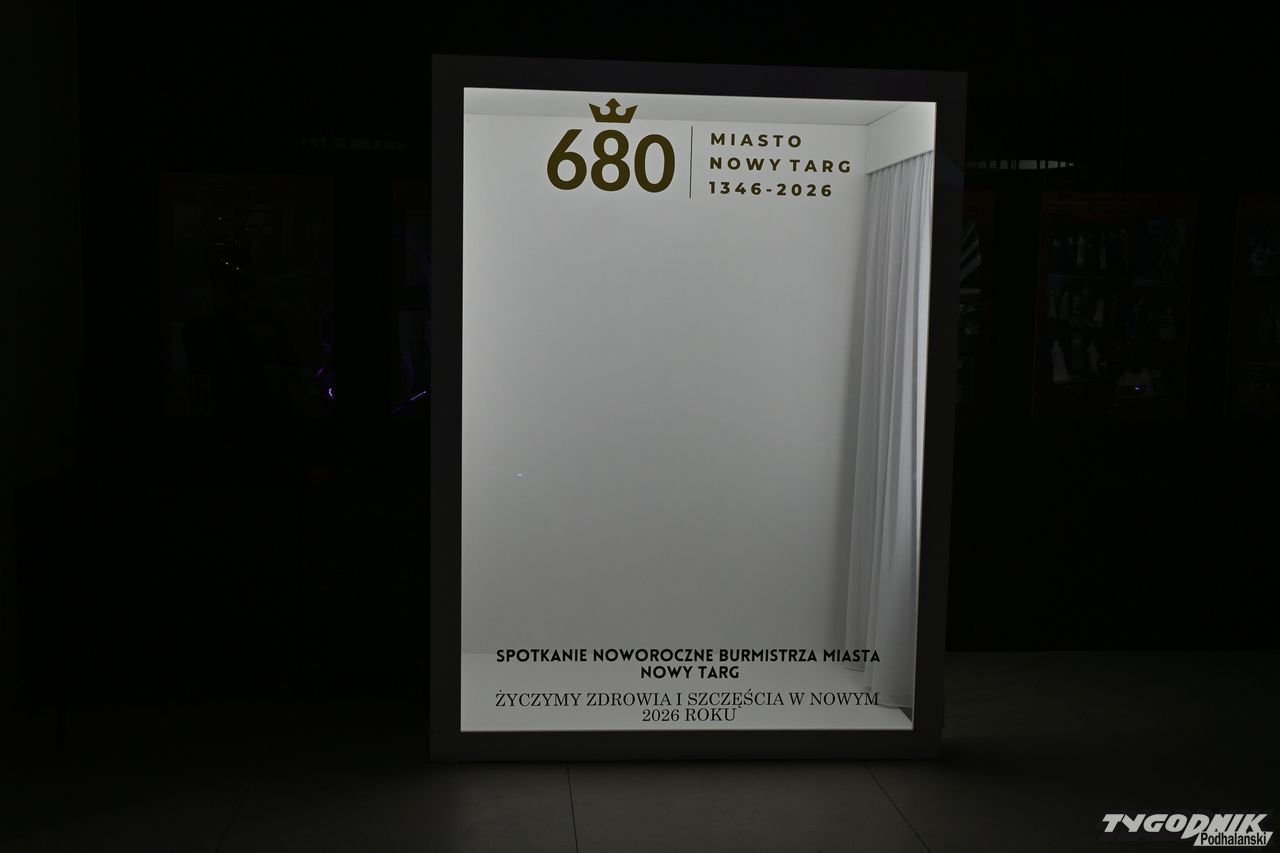 680
MIASTO
NOWY TARG
1346-2026
SPOTKANIE NOWOROCZNE BURMISTRZA MIASTA
NOWY TARG
ŻYCZYMY ZDROWIA I SZCZĘŚCIA W NOWYM
2026 ROKU
TYGODNIK
Podhalański